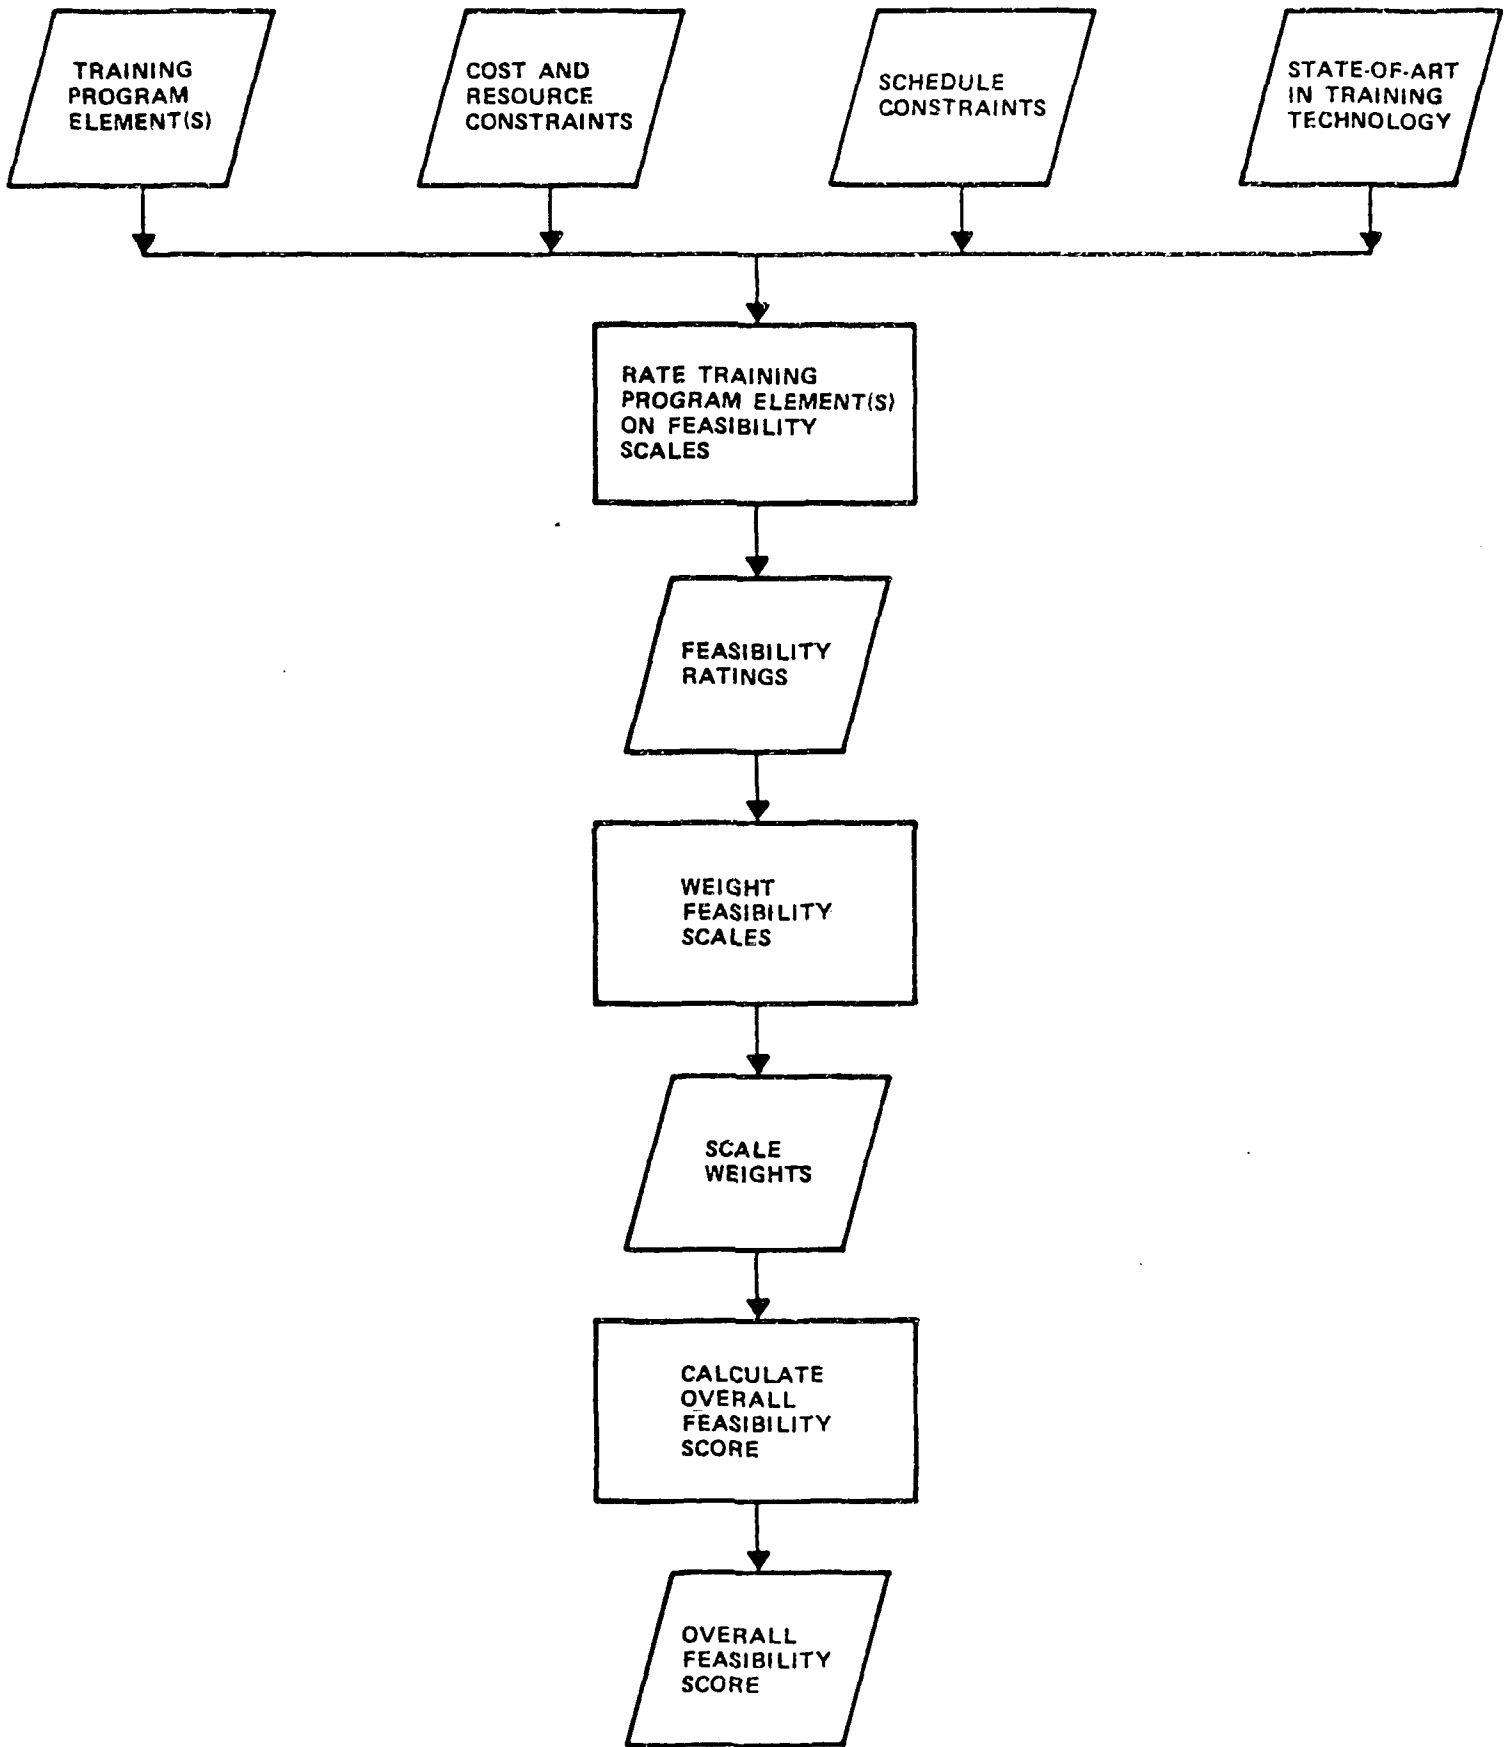 TRAINING
PROGRAM
ELEMENT(S)
COST AND
RESOURCE
CONSTRAINTS
SCHEDULE
CONSTRAINTS
STATE-OF-ART
IN TRAINING
TECHNOLOGY
RATE TRAINING
PROGRAM ELEMENT(S)
ON FEASIBILITY
SCALES
FEASIBILITY
RATINGS
WEIGHT
FEASIBILITY
SCALES
SCALE
WEIGHTS
CALCULATE
OVERALL
FEASIBILITY
SCORE
OVERALL
FEASIBILITY
SCORE